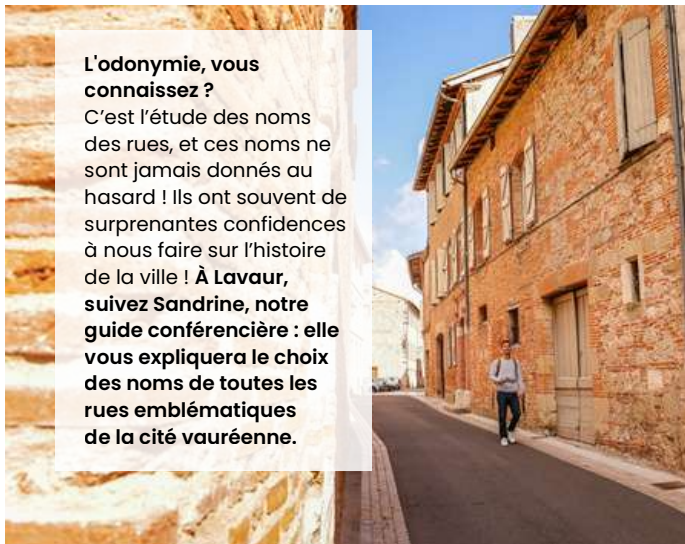 L'odonymie, vous
connaissez ?
C’est l’étude des noms
des rues, et ces noms ne
sont jamais donnés au
hasard ! Ils ont souvent de
surprenantes confidences
à nous faire sur l’histoire
de la ville ! À Lavaur,
suivez Sandrine, notre
guide conférencière : elle
vous expliquera le choix
des noms de toutes les
rues emblématiques
de la cité vauréenne.